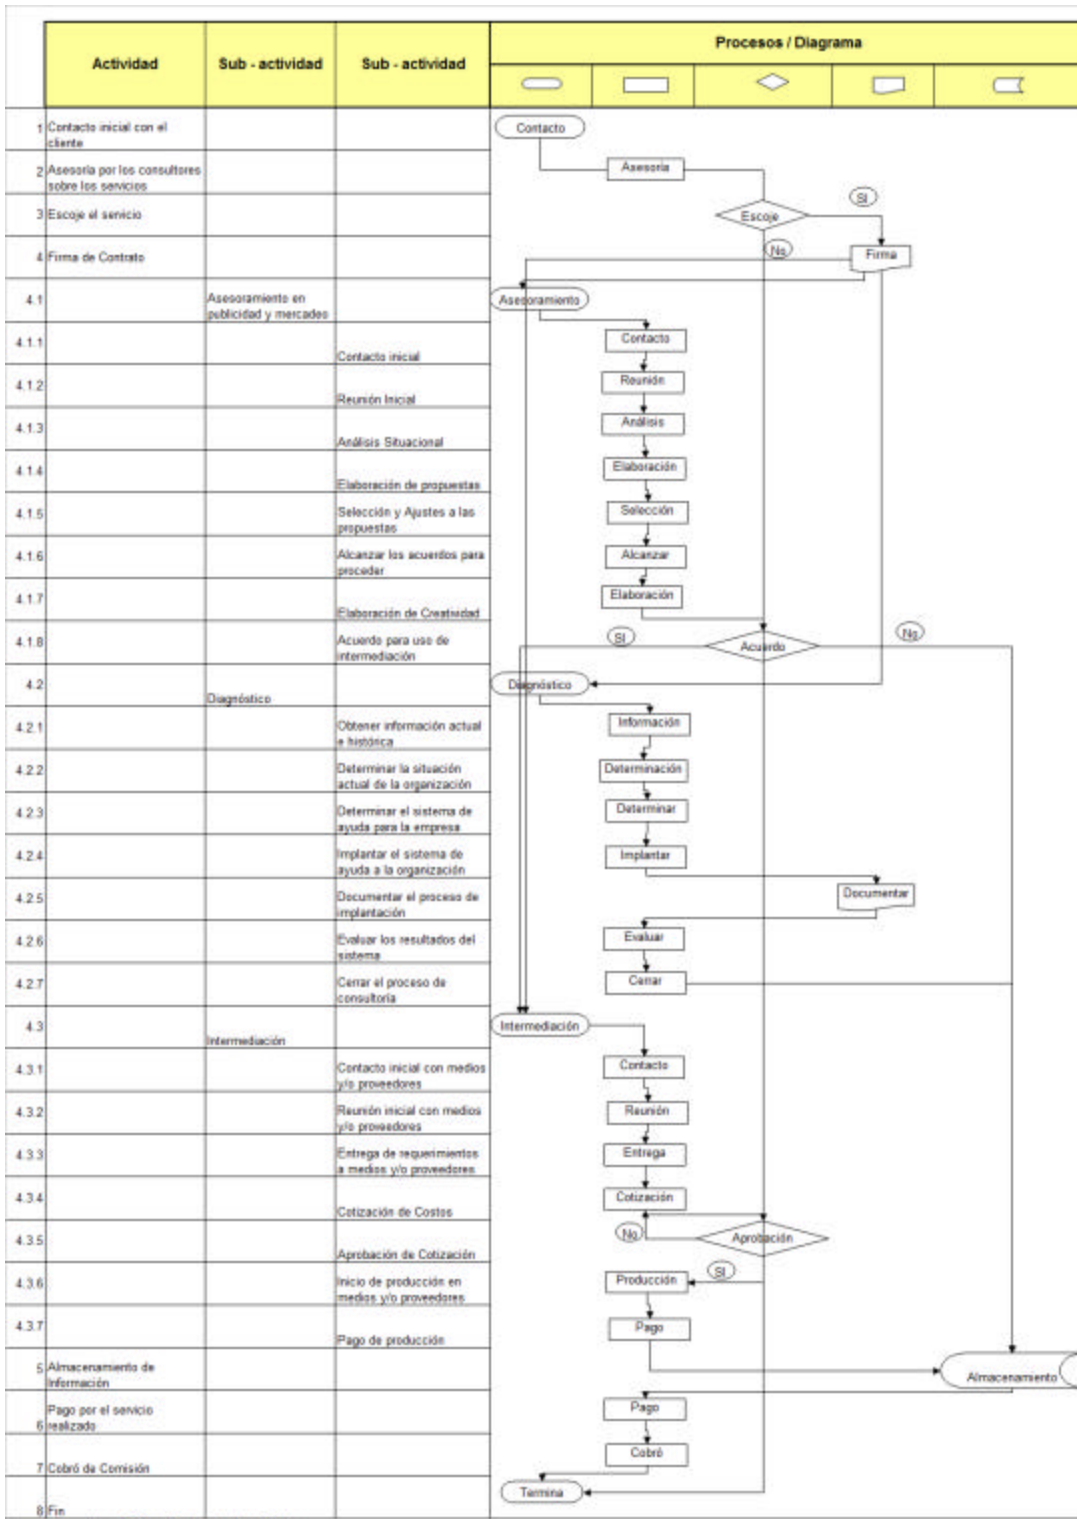 Procesos / Diagrama
Actividad
Sub - actividad
Sub - actividad
1 Contacto inicial con el
cliente
Contacto
2 Asesoría por los consultores
sobre los servicios
Asesoría
3 Escoje el servicio
Escoje
SI
4 Firma de Contrato
No
Firma
4.1
Asesoramiento en
publicidad y mercadeo
Asesoramiento
4.1.1
Contacto inicial
Contacto
4.1.2
Reunión Inicial
Reunión
4.1.3
Análisis Situacional
Análisis
4.1.4
Elaboración de propuestas
Elaboración
4.1.5
Selección y Ajustes a las
propuestas
Selección
4.1.6
Alcanzar los acuerdos para
proceder
Alcanzar
4.1.7
Elaboración de Creatividad
Elaboración
4.1.8
Acuerdo para uso de
intermediación
SI
Acuerdo
No
4.2
Diagnóstico
Diagnóstico
4.2.1
Obtener información actual
e histórica
Información
4.2.2
Determinar la situación
actual de la organización
Determinación
4.2.3
Determinar el sistema de
ayuda para la empresa
Determinar
4.2.4
Implantar el sistema de
ayuda a la organización
Implantar
4.2.5
Documentar el proceso de
implantación
Documentar
4.2.6
Evaluar los resultados del
sistema
Evaluar
4.2.7
Cerrar el proceso de
consultoría
Cerrar
4.3
Intermediación
Intermediación
4.3.1
Contacto inicial con medios
y/o proveedores
Contacto
4.3.2
Reunión inicial con medios
y/o proveedores
Reunión
4.3.3
Entrega de requerimientos
a medios y/o proveedores
Entrega
4.3.4
Cotización de Costos
Cotización
4.3.5
Aprobación de Cotización
No
Aprobación
4.3.6
Inicio de producción en
medios y/o proveedores
Producción
SI
4.3.7
Pago de producción
Pago
5 Almacenamiento de
Información
Almacenamiento
Pago por el servicio
6 realizado
Pago
7 Cobró de Comisión
Cobró
8 Fin
Termina